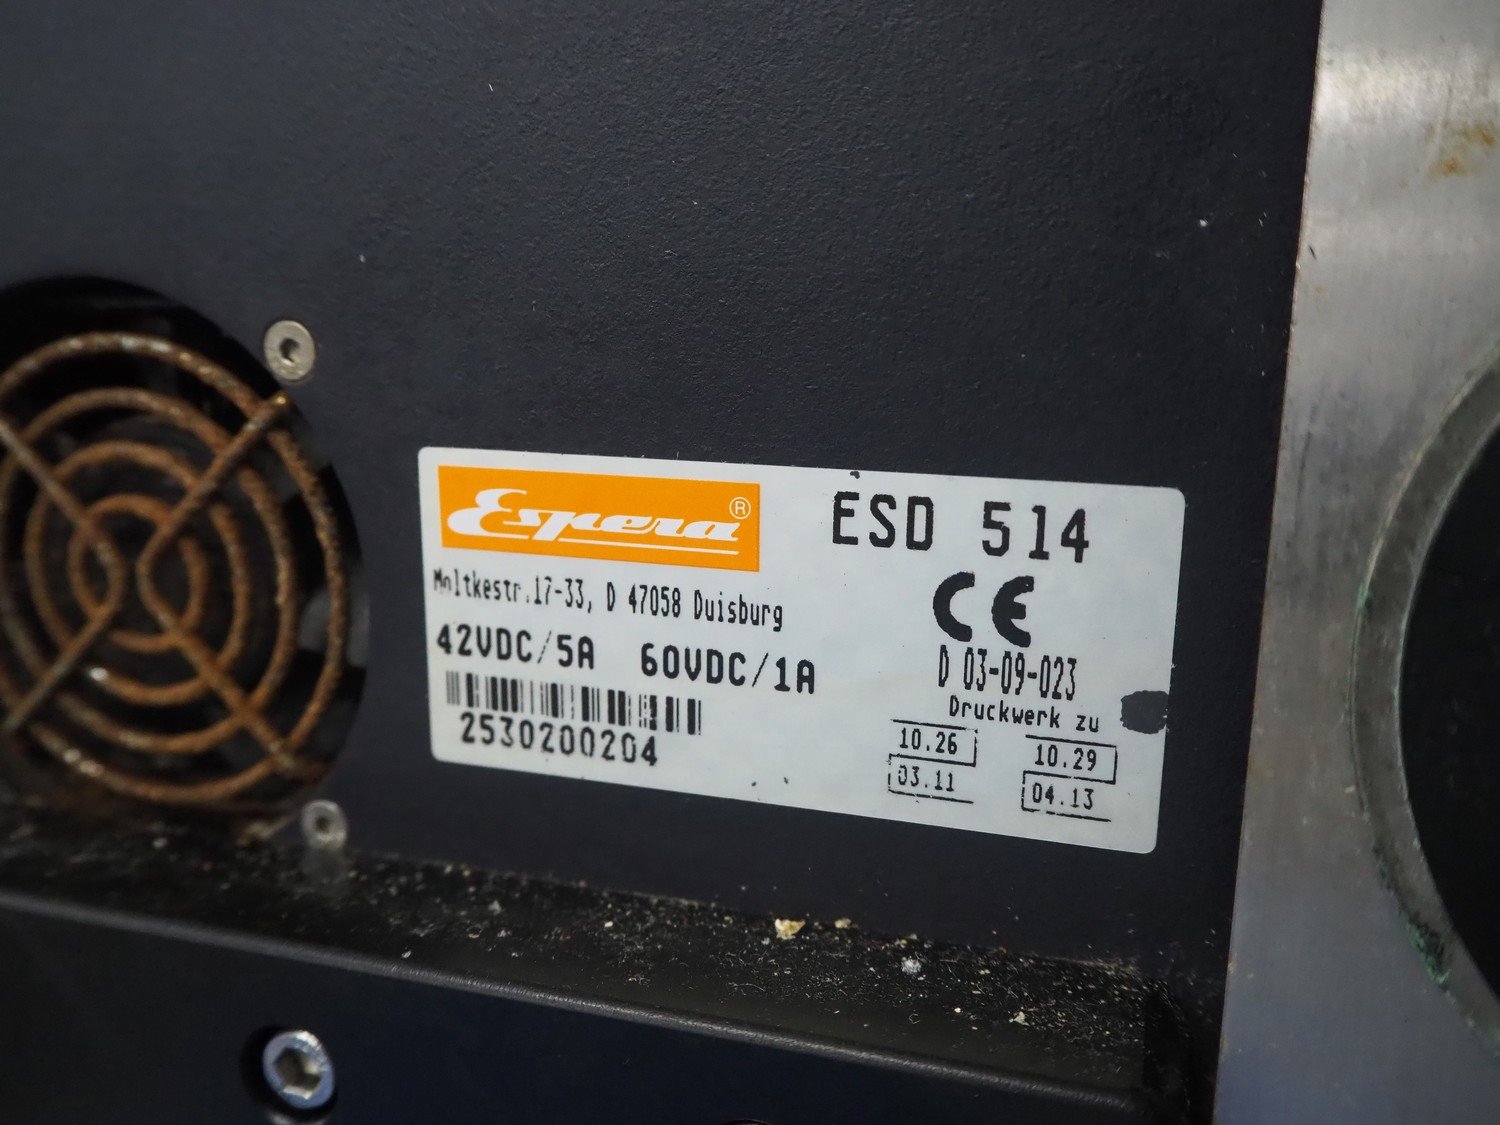 Espera®
ESD 514
Moltkestr.17-33, D 47058 Duisburg
CE
42VDC/5A 60VDC/1A
D 03-09-023
2530200204
Druckwerk zu
10.26 10.29
03.11 04.13